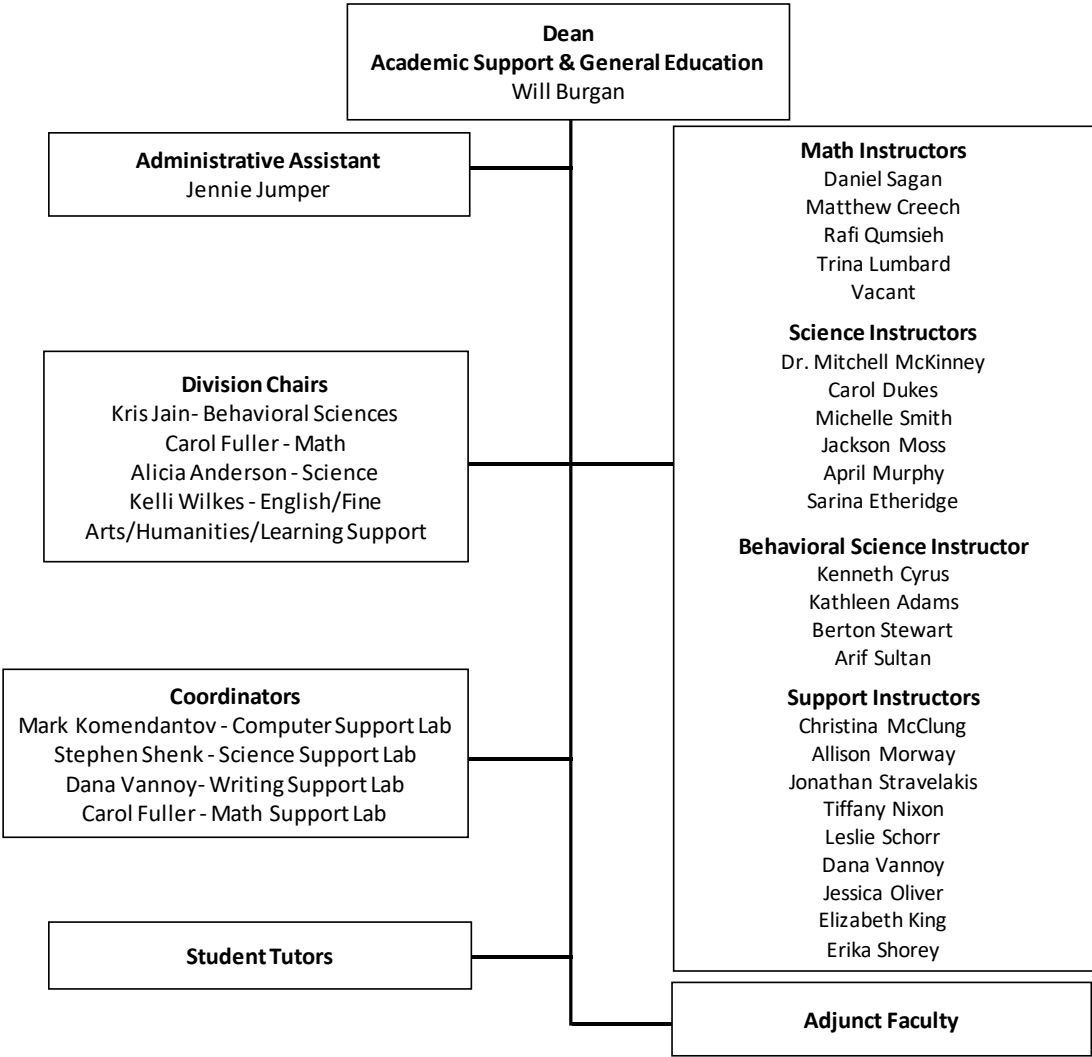 Dean
Academic Support & General Education
Will Burgan
Administrative Assistant
Jennie Jumper
Division Chairs
Kris Jain- Behavioral Sciences
Carol Fuller - Math
Alicia Anderson - Science
Kelli Wilkes - English/Fine
Arts/Humanities/Learning Support
Coordinators
Mark Komendantov - Computer Support Lab
Stephen Shenk - Science Support Lab
Dana Vannoy- Writing Support Lab
Carol Fuller - Math Support Lab
Student Tutors
Math Instructors
Daniel Sagan
Matthew Creech
Rafi Qumsieh
Trina Lumbard
Vacant
Science Instructors
Dr. Mitchell McKinney
Carol Dukes
Michelle Smith
Jackson Moss
April Murphy
Sarina Etheridge
Behavioral Science Instructor
Kenneth Cyrus
Kathleen Adams
Berton Stewart
Arif Sultan
Support Instructors
Christina McClung
Allison Morway
Jonathan Stravelakis
Tiffany Nixon
Leslie Schorr
Dana Vannoy
Jessica Oliver
Elizabeth King
Erika Shorey
Adjunct Faculty